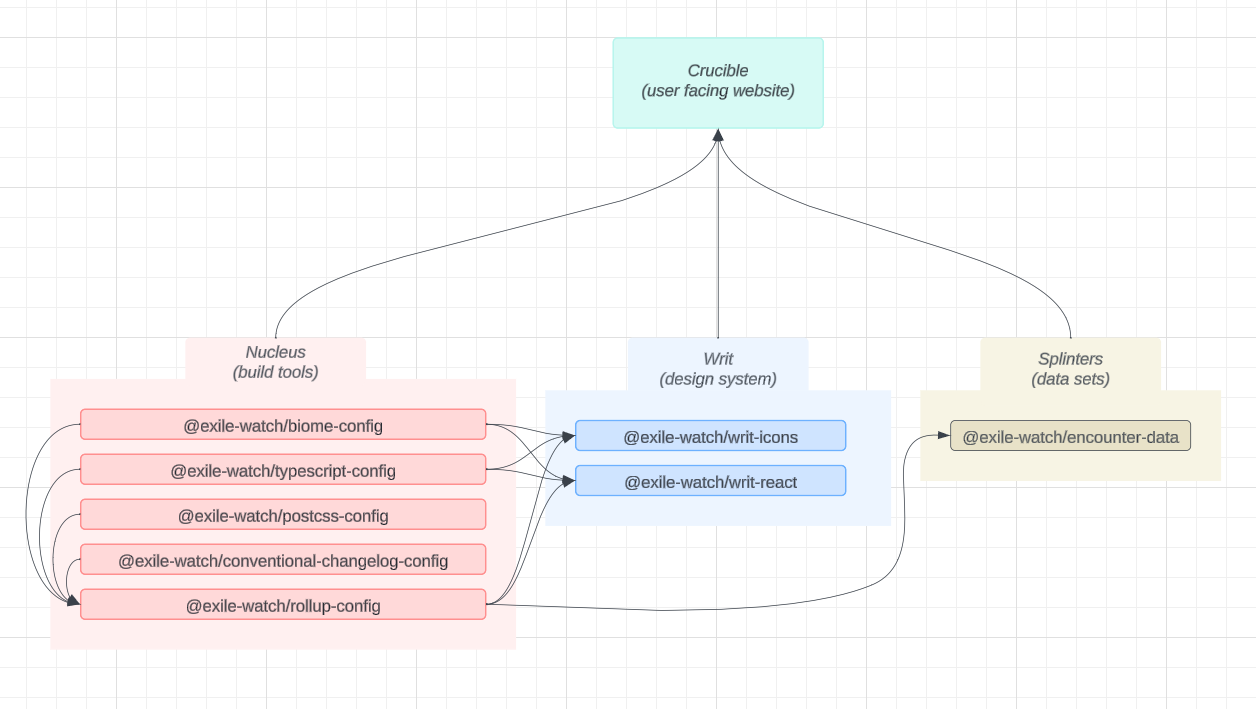 Crucible
(user facing website)
Nucleus
(build tools)
@exile-watch/biome-config
@exile-watch/typescript-config
@exile-watch/postcss-config
@exile-watch/conventional-changelog-config
@exile-watch/rollup-config
Writ
(design system)
@exile-watch/writ-icons
@exile-watch/writ-react
Splinters
(data sets)
@exile-watch/encounter-data